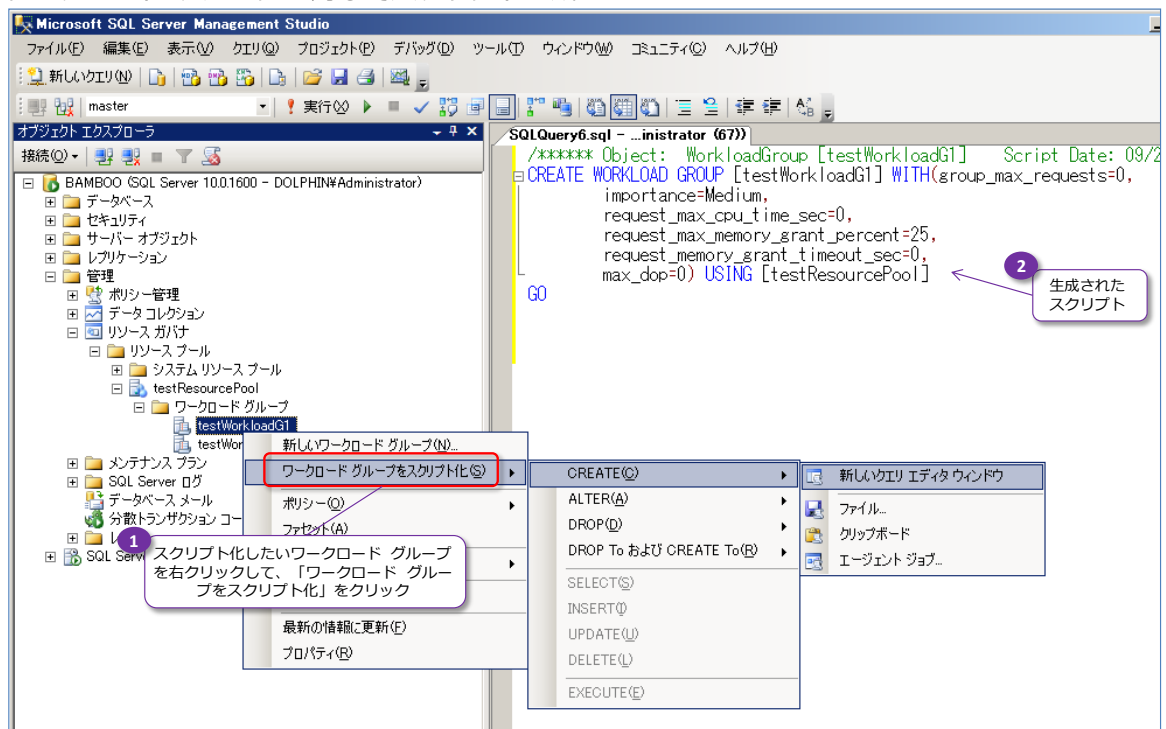 Microsoft SQL Server Management Studio
ファイル(F) 編集(E) 表示(V) クエリ(Q) プロジェクト(P) デバッグ(D) ツール(T) ウィンドウ(W) コミュニティ(C) ヘルプ(H)
新しいクエリ(N)
master 実行(X)
オブジェクト エクスプローラ
接続(O)
BAMBOO (SQL Server 10.0.1600 - DOLPHIN¥Administrator)
データベース
セキュリティ
サーバー オブジェクト
レプリケーション
管理
ポリシー管理
データ コレクション
リソース ガバナ
リソース プール
システム リソース プール
testResourcePool
ワークロード グループ
testWorkloadG1
testWor
メンテナンス プラン
SQL Server ログ
データベース メール
分散トランザクション コー
レ
SQL Serv
SQLQuery6.sql - ...inistrator (67))
/****** Object: WorkloadGroup [testWorkloadG1] Script Date: 09/2
CREATE WORKLOAD GROUP [testWorkloadG1] WITH(group_max_requests=0,
importance=Medium,
request_max_cpu_time_sec=0,
request_max_memory_grant_percent=25,
request_memory_grant_timeout_sec=0,
max_dop=0) USING [testResourcePool]
GO
2
生成された
スクリプト
新しいワークロード グループ(N)...
ワークロード グループをスクリプト化(S)
ポリシー(O)
ファセット(A)
最新の情報に更新(F)
プロパティ(R)
CREATE(C)
ALTER(A)
DROP(D)
DROP To および CREATE To(R)
SELECT(S)
INSERT(I)
UPDATE(U)
DELETE(L)
EXECUTE(E)
新しいクエリ エディタ ウィンドウ
ファイル...
クリップボード
エージェント ジョブ...
1
スクリプト化したいワークロード グループ
を右クリックして、「ワークロード グルー
プをスクリプト化」をクリック